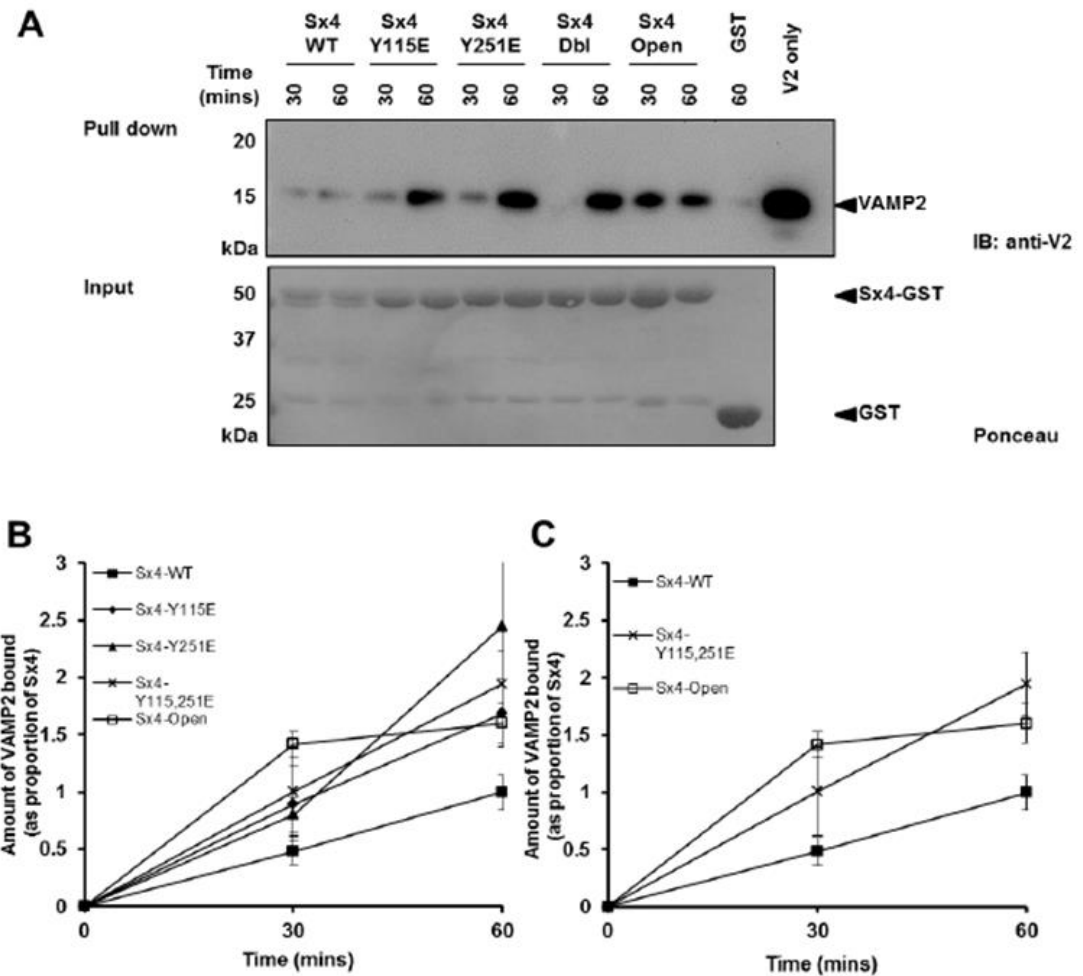 A
Sx4 Sx4 Sx4 Sx4 Sx4
WT Y115E Y251E Dbl Open GST V2 only
Time
(mins) 30 60 30 60 30 60 30 60 30 60 60
Pull down
20
15
VAMP2
kDa
IB: anti-V2
Input
50
Sx4-GST
37
25
GST
kDa
Ponceau
B
3
2.5
2
1.5
1
0.5
0
0 30 60
Time (mins)
Amount of VAMP2 bound
(as proportion of Sx4)
Sx4-WT
Sx4-Y115E
Sx4-Y251E
Sx4-
Y115,251E
Sx4-Open
C
3
2.5
2
1.5
1
0.5
0
0 30 60
Time (mins)
Amount of VAMP2 bound
(as proportion of Sx4)
Sx4-WT
Sx4-
Y115,251E
Sx4-Open